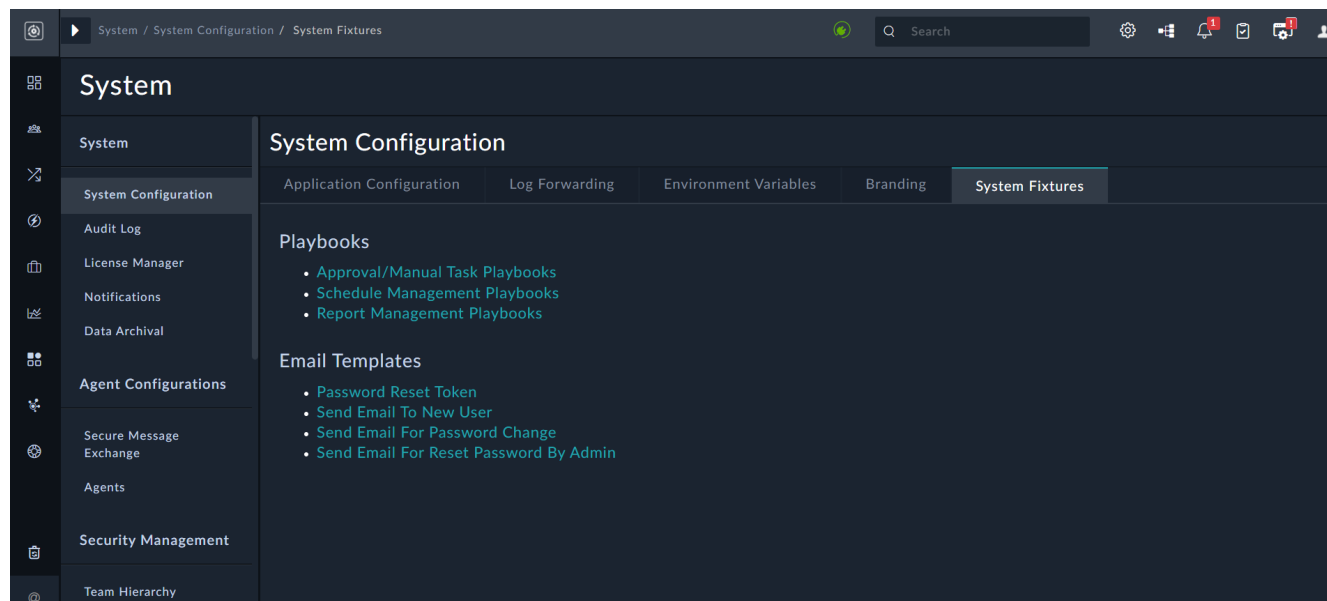 System / System Configuration / System Fixtures
Search
1
!
System
System
System Configuration
Audit Log
License Manager
Notifications
Data Archival
Agent Configurations
Secure Message
Exchange
Agents
Security Management
Team Hierarchy
@
System Configuration
Application Configuration
Log Forwarding
Environment Variables
Branding
System Fixtures
Playbooks
• Approval/Manual Task Playbooks
• Schedule Management Playbooks
• Report Management Playbooks
Email Templates
• Password Reset Token
• Send Email To New User
• Send Email For Password Change
• Send Email For Reset Password By Admin